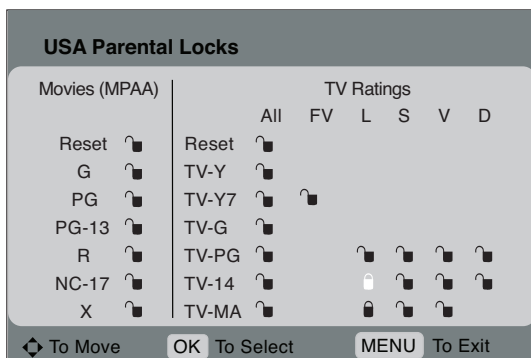 USA Parental Locks
Movies (MPAA) TV Ratings
All FV L S V D
Reset Reset
G TV-Y
PG TV-Y7
PG-13 TV-G
R TV-PG
NC-17 TV-14
X TV-MA
To Move OK To Select MENU To Exit